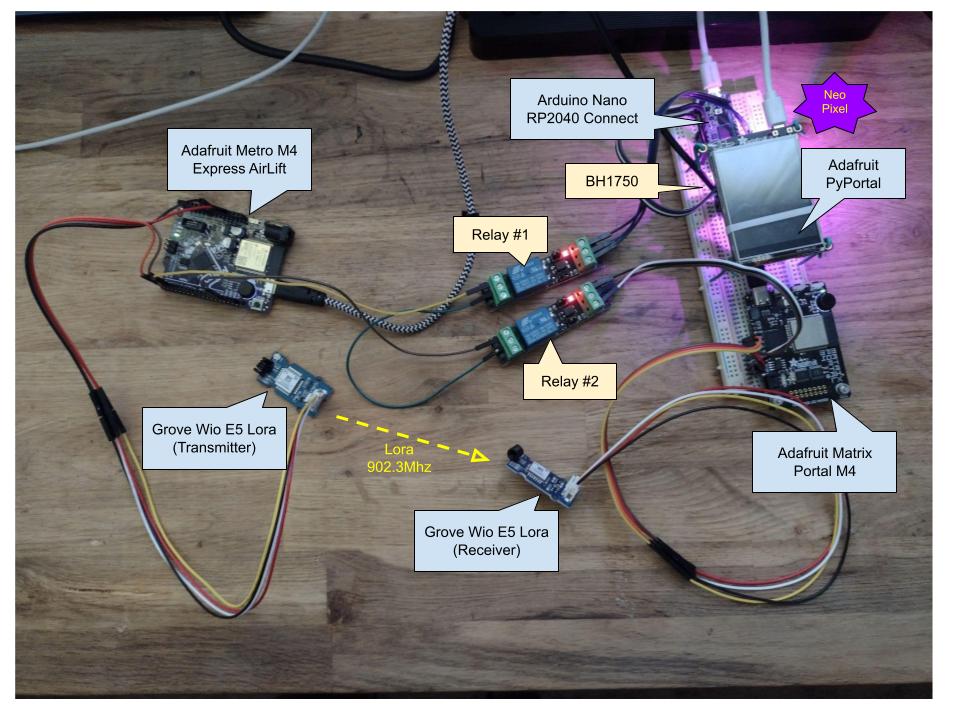 Arduino Nano
RP2040 Connect
Neo
Pixel
Adafruit Metro M4
Express AirLift
BH1750
Adafruit
PyPortal
Relay #1
Relay #2
Grove Wio E5 Lora
(Transmitter)
Lora
902.3Mhz
Adafruit Matrix
Portal M4
Grove Wio E5 Lora
(Receiver)